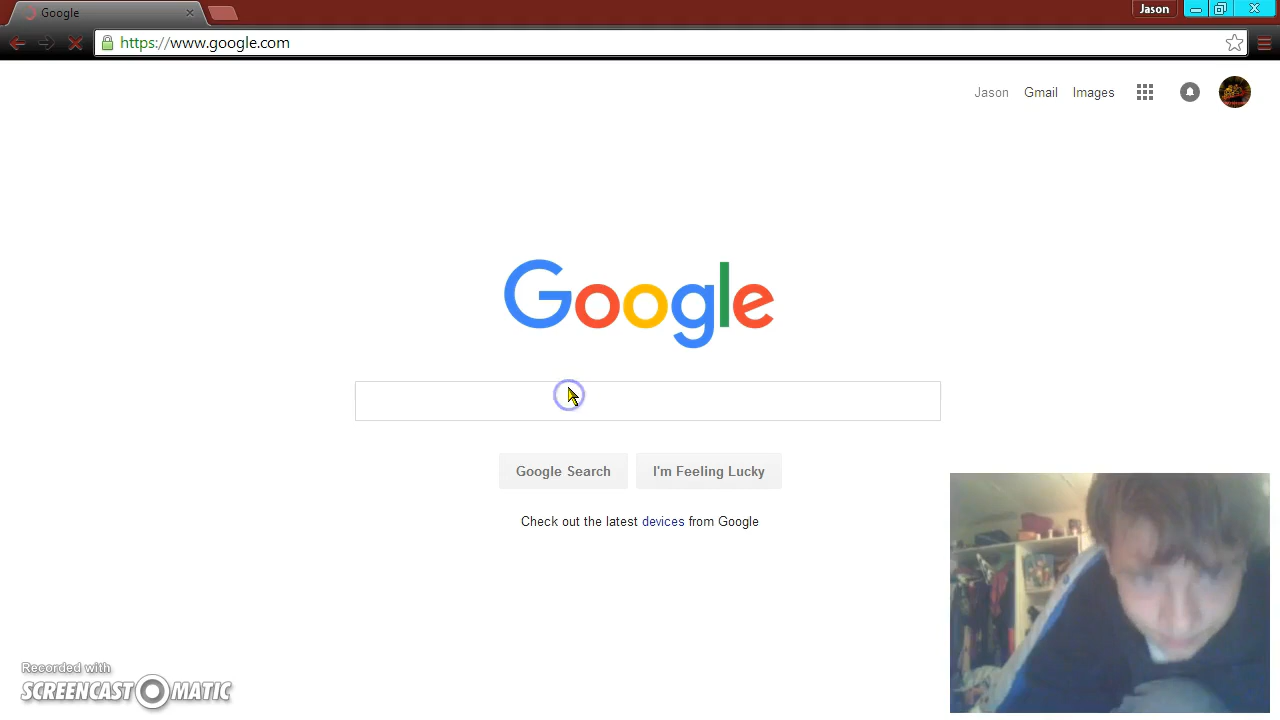 Google
Jason
https://www.google.com
Jason Gmail Images
Google
Google Search I'm Feeling Lucky
Check out the latest devices from Google
Recorded with
SCREENCAST-O-MATIC